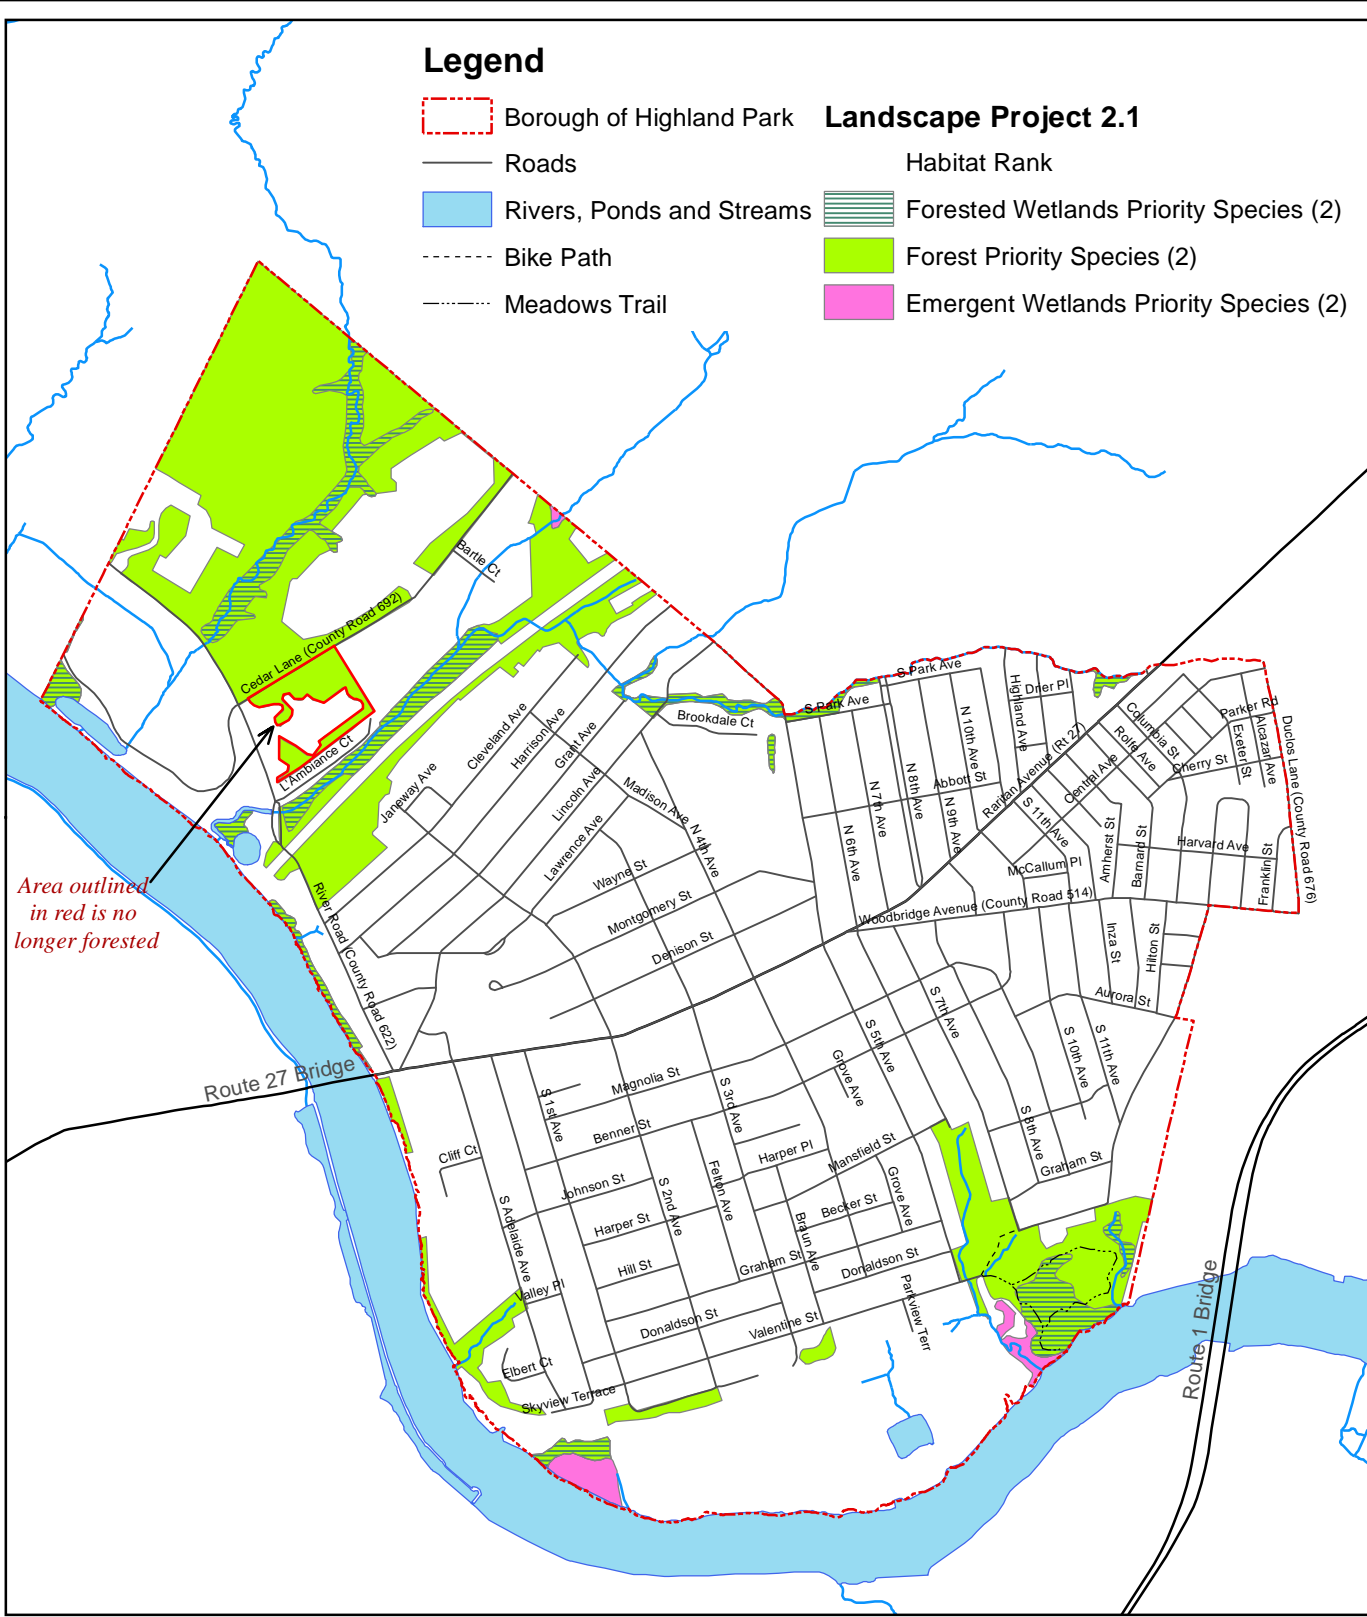 Legend
Borough of Highland Park
Roads
Rivers, Ponds and Streams
Bike Path
Meadows Trail
Landscape Project 2.1
Habitat Rank
Forested Wetlands Priority Species (2)
Forest Priority Species (2)
Emergent Wetlands Priority Species (2)
Bartle Ct
Cedar Lane (County Road 692)
L'Ambiance Ct
Area outlined
in red is no
longer forested
River Road (County Road 622)
Janeway Ave
Cleveland Ave
Harrison Ave
Grant Ave
Lincoln Ave
Lawrence Ave
Madison Ave
N 4th Ave
Wayne St
Montgomery St
Denison St
Brookdale Ct
S Park Ave
S Park Ave
N 6th Ave
N 7th Ave
N 8th Ave
N 9th Ave
N 10th Ave
Abbott St
Highland Ave
Drier Pl
Raritan Avenue (Rt 27)
S 11th Ave
Central Ave
Columbia St
Rolfe Ave
Cherry St
Parker Rd
Exeter St
Alcazar Ave
Duclos Lane (County Road 676)
Harvard Ave
Franklin St
Barnard St
Amherst St
McCallum Pl
Woodbridge Avenue (County Road 514)
Inza St
Hilton St
Aurora St
S 5th Ave
S 7th Ave
S 10th Ave
S 11th Ave
S 8th Ave
Graham St
Route 27 Bridge
Route 1 Bridge
Magnolia St
Benner St
S 1st Ave
S 3rd Ave
Grove Ave
Harper Pl
Mansfield St
Grove Ave
Becker St
Cliff Ct
Johnson St
Harper St
Hill St
S 2nd Ave
Felton Ave
Braun Ave
Graham St
Donaldson St
S Adelaide Ave
Valley Pl
Donaldson St
Valentine St
Parkview Terr
Elbert Ct
Skyview Terrace